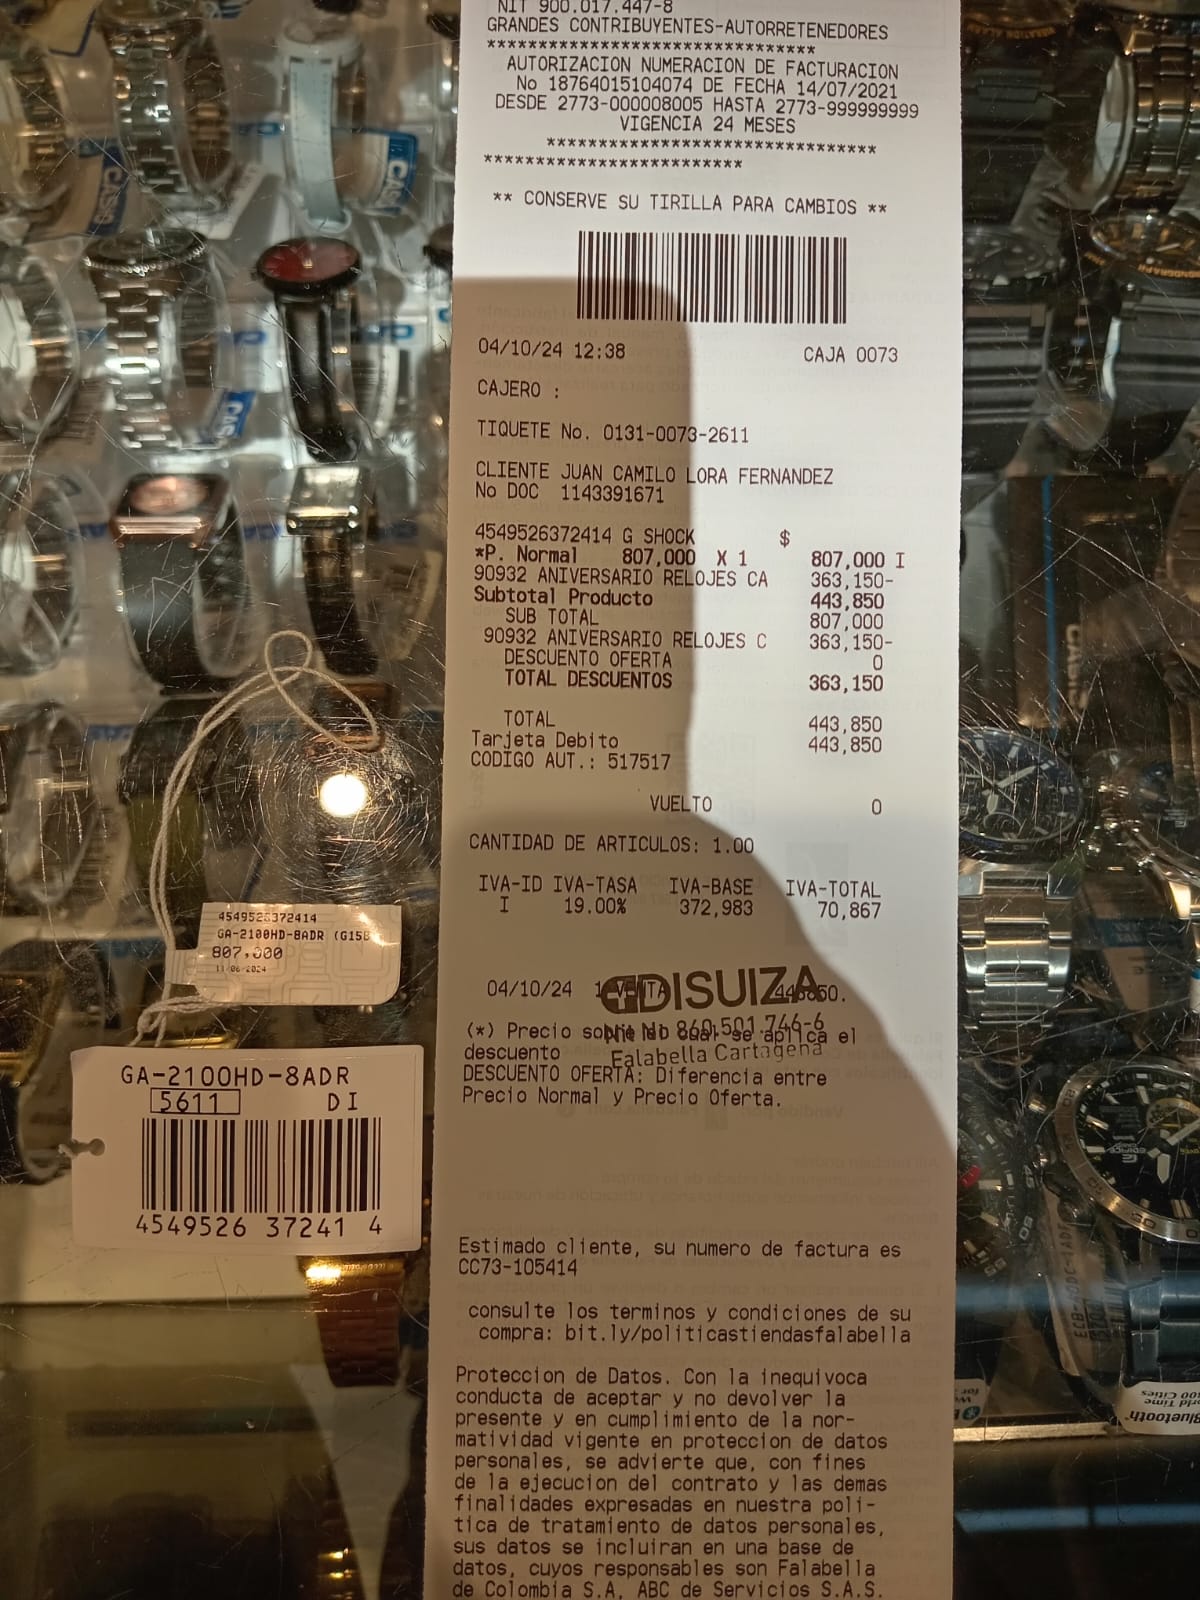 NIT 900.017.447-8
GRANDES CONTRIBUYENTES-AUTORRETENEDORES
*******************************
AUTORIZACION NUMERACION DE FACTURACION
No 18764015104074 DE FECHA 14/07/2021
DESDE 2773-000008005 HASTA 2773-999999999
VIGENCIA 24 MESES
*******************************
*************************
** CONSERVE SU TIRILLA PARA CAMBIOS **
04/10/24 12:38 CAJA 0073
CAJERO :
TIQUETE No. 0131-0073-2611
CLIENTE JUAN CAMILO LORA FERNANDEZ
No DOC 1143391671
4549526372414 G SHOCK $
*P. Normal 807,000 X 1 807,000 I
90932 ANIVERSARIO RELOJES CA 363,150-
Subtotal Producto 443,850
SUB TOTAL 807,000
90932 ANIVERSARIO RELOJES C 363,150-
DESCUENTO OFERTA 0
TOTAL DESCUENTOS 363,150
TOTAL 443,850
Tarjeta Debito 443,850
CODIGO AUT.: 517517
VUELTO 0
CANTIDAD DE ARTICULOS: 1.00
IVA-ID IVA-TASA IVA-BASE IVA-TOTAL
I 19.00% 372,983 70,867
04/10/24
DISUIZA
Nit No 860.501.746-6
Falabella Cartagena
(*) Precio sobre el cual se aplica el
descuento
DESCUENTO OFERTA: Diferencia entre
Precio Normal y Precio Oferta.
Estimado cliente, su numero de factura es
CC73-105414
consulte los terminos y condiciones de su
compra: bit.ly/politicastiendasfalabella
Proteccion de Datos. Con la inequivoca
conducta de aceptar y no devolver la
presente y en cumplimiento de la nor-
matividad vigente en proteccion de datos
personales, se advierte que, con fines
de la ejecucion del contrato y las demas
finalidades expresadas en nuestra poli-
tica de tratamiento de datos personales,
sus datos se incluiran en una base de
datos, cuyos responsables son Falabella
de Colombia S.A, ABC de Servicios S.A.S.
4549526372414
GA-2100HD-8ADR (G15B
807,000
11/06/2024
GA-2100HD-8ADR
5611 DI
4549526 37241 4
CASIO
Bluetooth